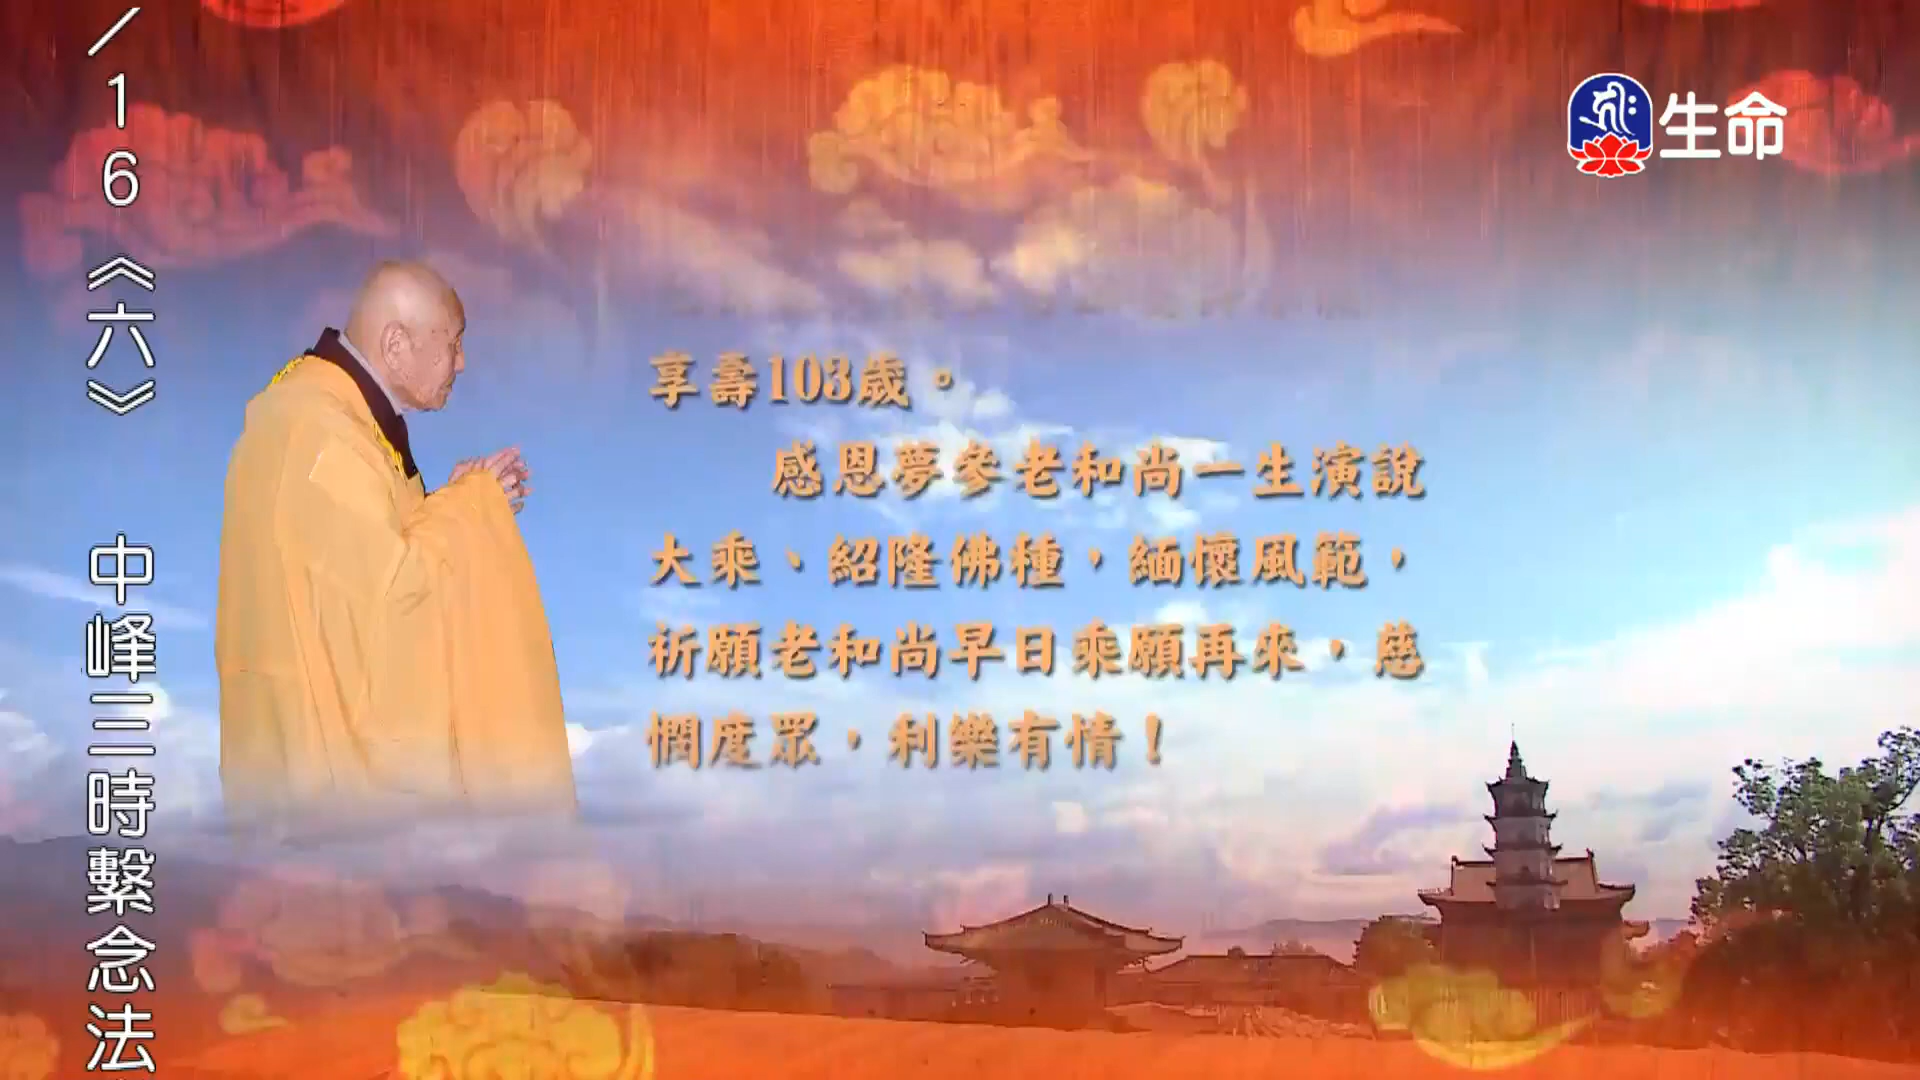 ／16《六》 中峰三時繫念法
生命
享壽103歲。
感恩夢參老和尚一生演說
大乘、紹隆佛種，緬懷風範，
祈願老和尚早日乘願再來，慈
憫度眾，利樂有情！